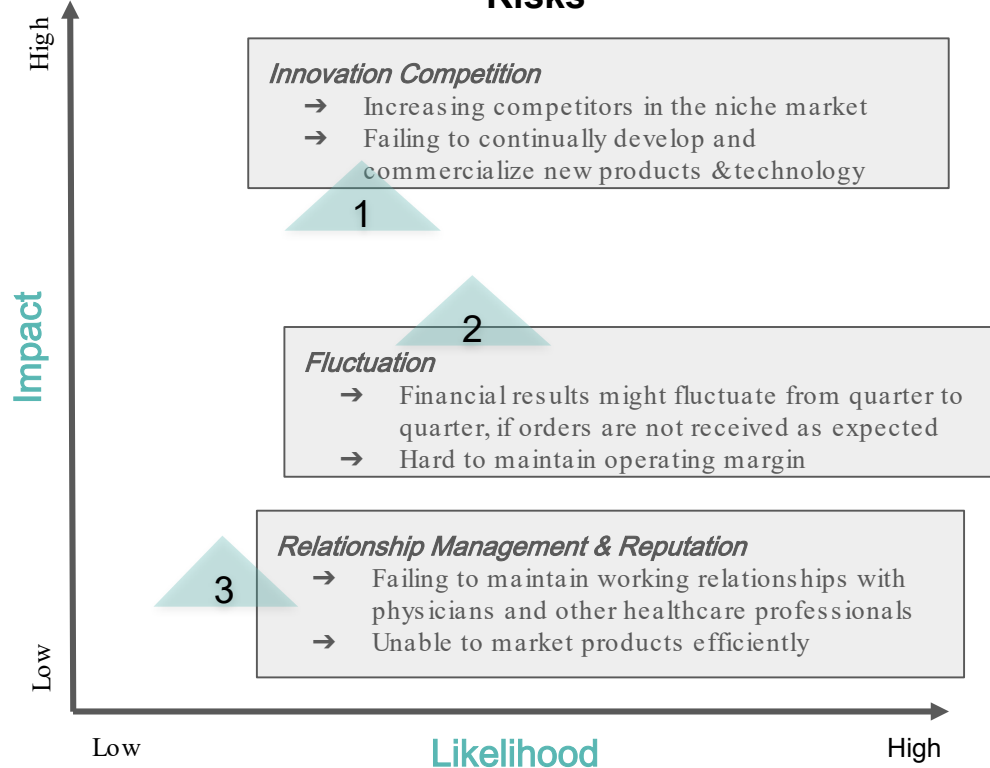 Risks
High
Innovation Competition
➔ Increasing competitors in the niche market
➔ Failing to continually develop and
commercialize new products &technology
1
Impact
2
Fluctuation
➔ Financial results might fluctuate from quarter to
quarter, if orders are not received as expected
➔ Hard to maintain operating margin
Relationship Management & Reputation
3
➔ Failing to maintain working relationships with
physicians and other healthcare professionals
➔ Unable to market products efficiently
Low
Low
Likelihood
High